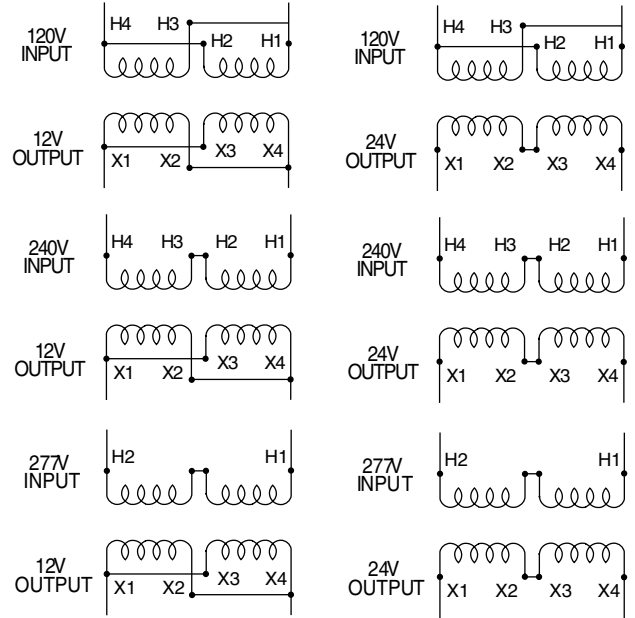 H4 H3
120V
INPUT
H2 H1
12V
OUTPUT
X1 X2 X3 X4
240V
INPUT
H4 H3 H2 H1
12V
OUTPUT
X1 X2 X3 X4
277V
INPUT
H2 H1
12V
OUTPUT
X1 X2 X3 X4
H4 H3
120V
INPUT
H2 H1
24V
OUTPUT
X1 X2 X3 X4
240V
INPUT
H4 H3 H2 H1
24V
OUTPUT
X1 X2 X3 X4
277V
INPUT
H2 H1
24V
OUTPUT
X1 X2 X3 X4